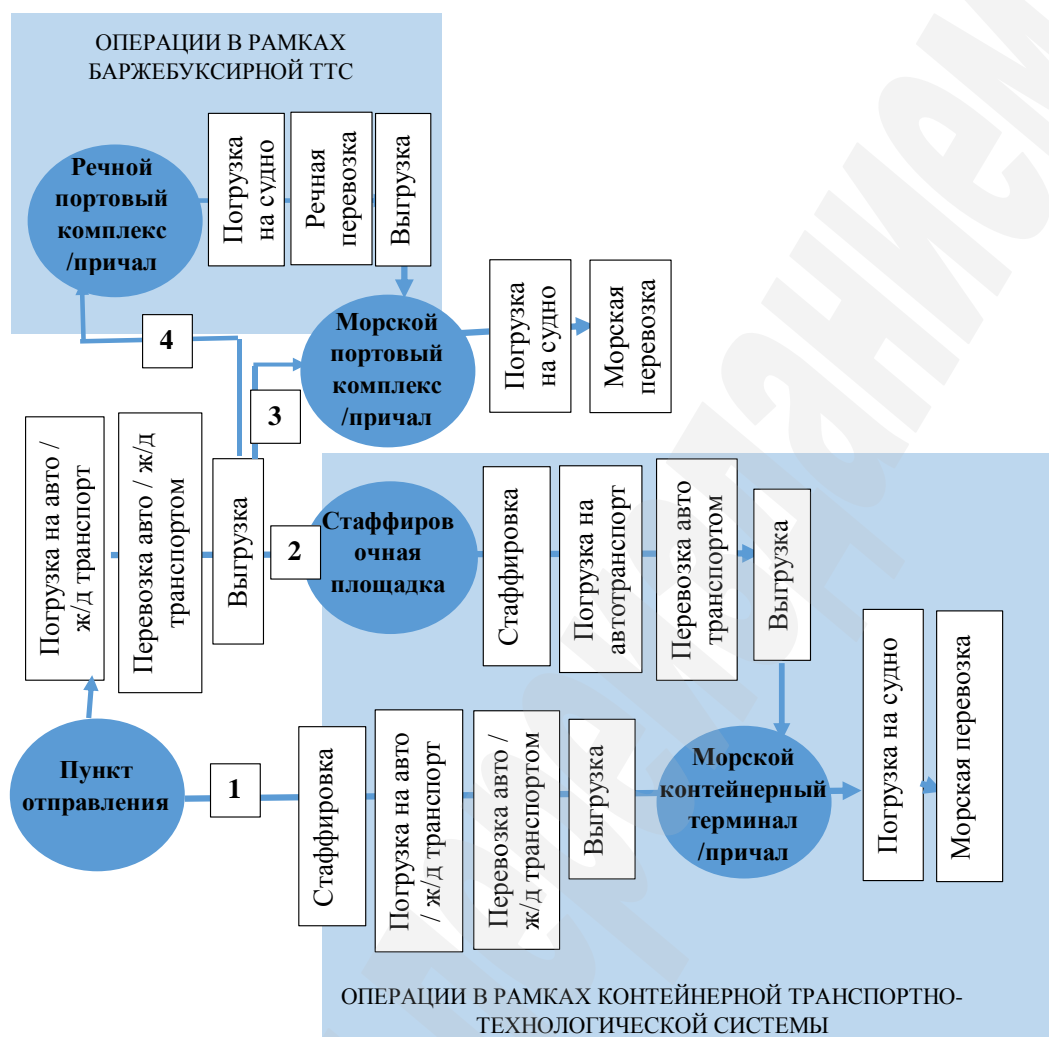 ОПЕРАЦИИ В РАМКАХ
БАРЖЕБУКСИРНОЙ ТТС
Речной
портовый
комплекс
/причал
Погрузка
на судно
Речная
перевозка
Выгрузка
4
Морской
портовый
комплекс
/причал
Погрузка
на судно
Морская
перевозка
3
Погрузка на авто /
ж/д транспорт
Перевозка авто / ж/д
транспортом
Выгрузка
2
Стаффиров
очная
площадка
Стаффировка
Погрузка на
автотранспорт
Перевозка авто
транспортом
Выгрузка
Пункт
отправления
1
Стаффировка
Погрузка на авто
/ ж/д транспорт
Перевозка авто /
ж/д транспортом
Выгрузка
Морской
контейнерный
терминал
/причал
Погрузка на судно
Морская перевозка
ОПЕРАЦИИ В РАМКАХ КОНТЕЙНЕРНОЙ ТРАНСПОРТНО-
ТЕХНОЛОГИЧЕСКОЙ СИСТЕМЫ